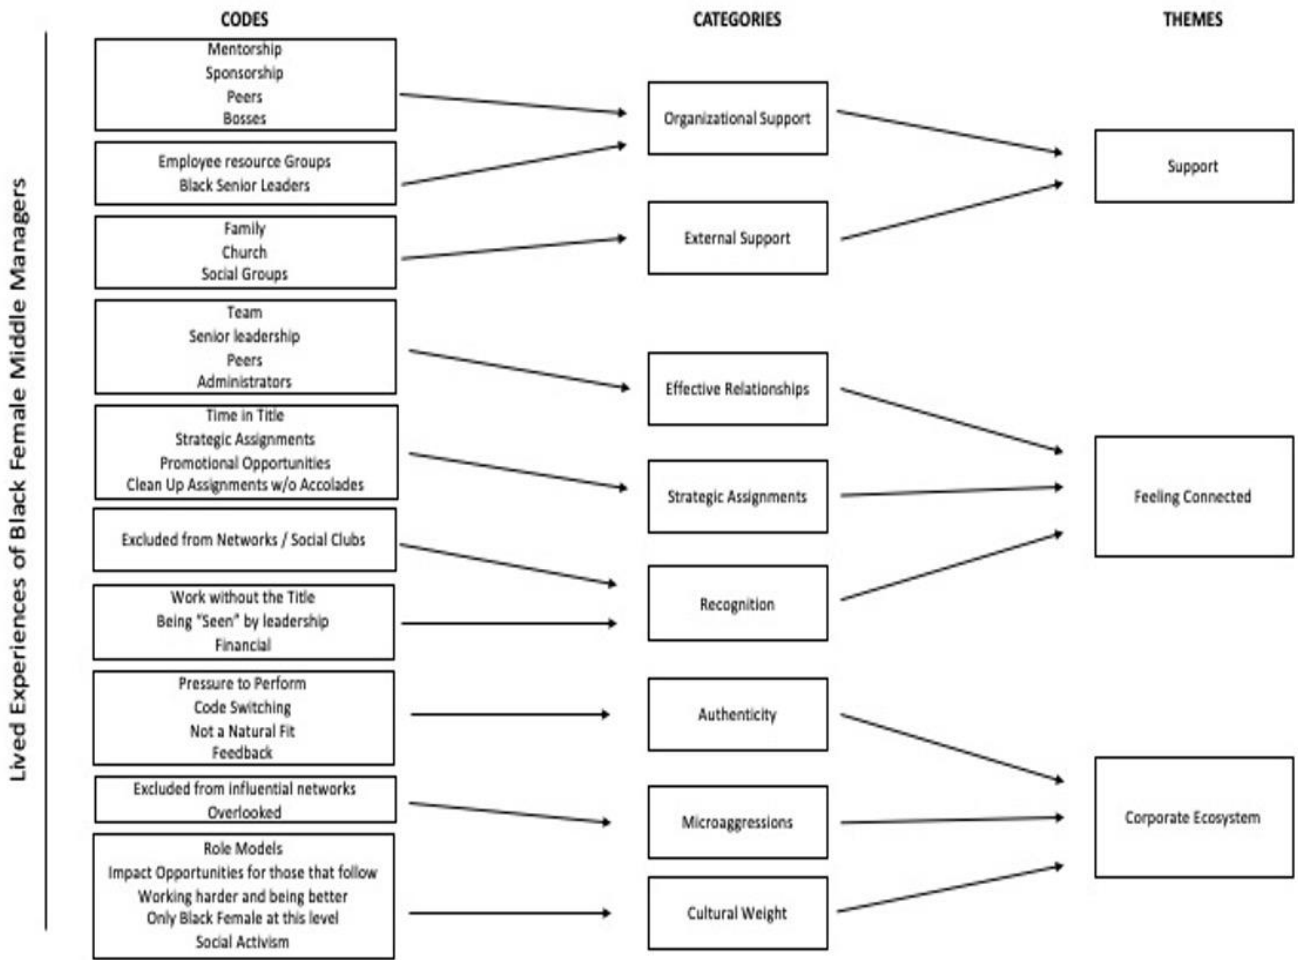 CODES
CATEGORIES
THEMES
Lived Experiences of Black Female Middle Managers
Mentorship
Sponsorship
Peers
Bosses
Employee resource Groups
Black Senior Leaders
Family
Church
Social Groups
Team
Senior leadership
Peers
Administrators
Time in Title
Strategic Assignments
Promotional Opportunities
Clean Up Assignments w/o Accolades
Excluded from Networks / Social Clubs
Work without the Title
Being "Seen" by leadership
Financial
Pressure to Perform
Code Switching
Not a Natural Fit
Feedback
Excluded from influential networks
Overlooked
Role Models
Impact Opportunities for those that follow
Working harder and being better
Only Black Female at this level
Social Activism
Organizational Support
External Support
Effective Relationships
Strategic Assignments
Recognition
Authenticity
Microaggressions
Cultural Weight
Support
Feeling Connected
Corporate Ecosystem